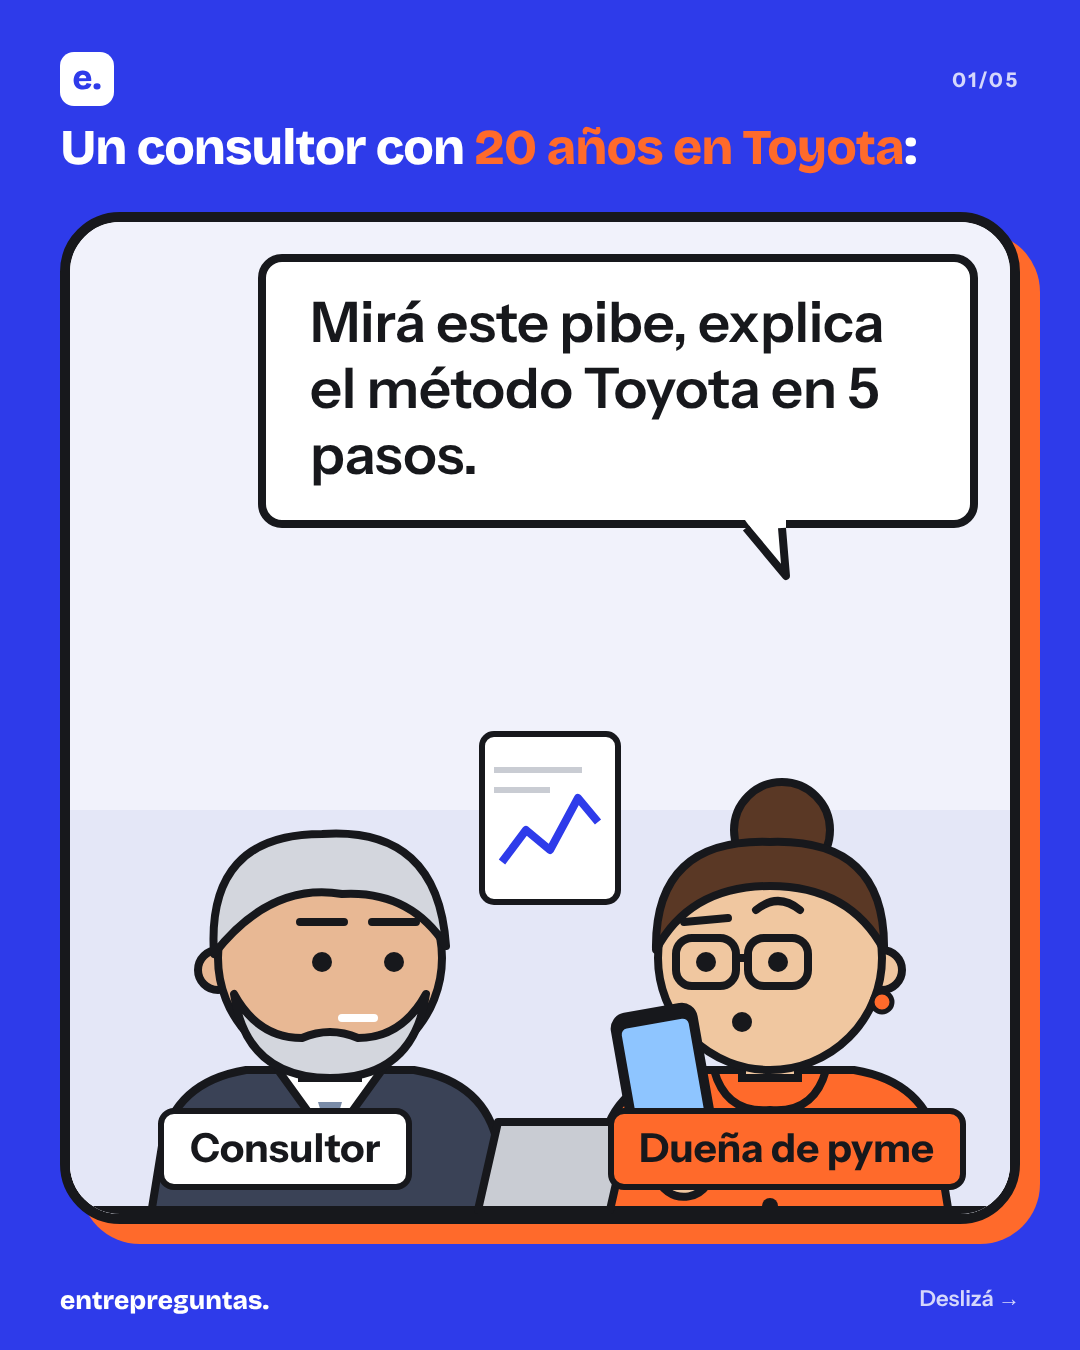 e.
01/05
Un consultor con 20 años en Toyota:
Mirá este pibe, explica
el método Toyota en 5
pasos.
Consultor
Dueña de pyme
entrepreguntas.
Deslizá →